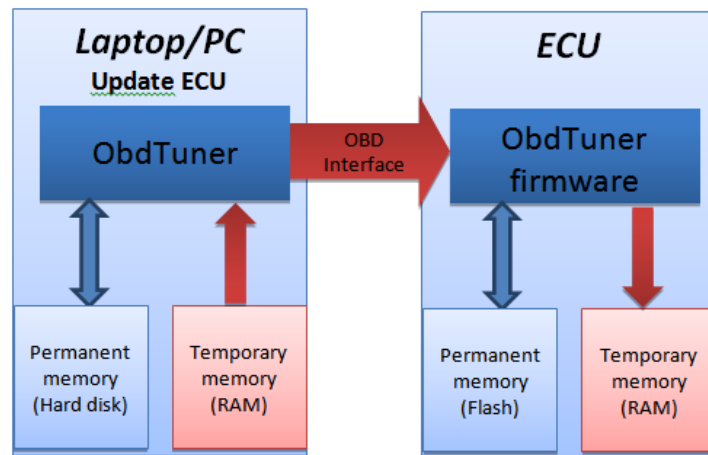 Laptop/PC
Update ECU
ObdTuner
Permanent
memory
(Hard disk)
Temporary
memory
(RAM)
OBD
Interface
ECU
ObdTuner
firmware
Permanent
memory
(Flash)
Temporary
memory
(RAM)